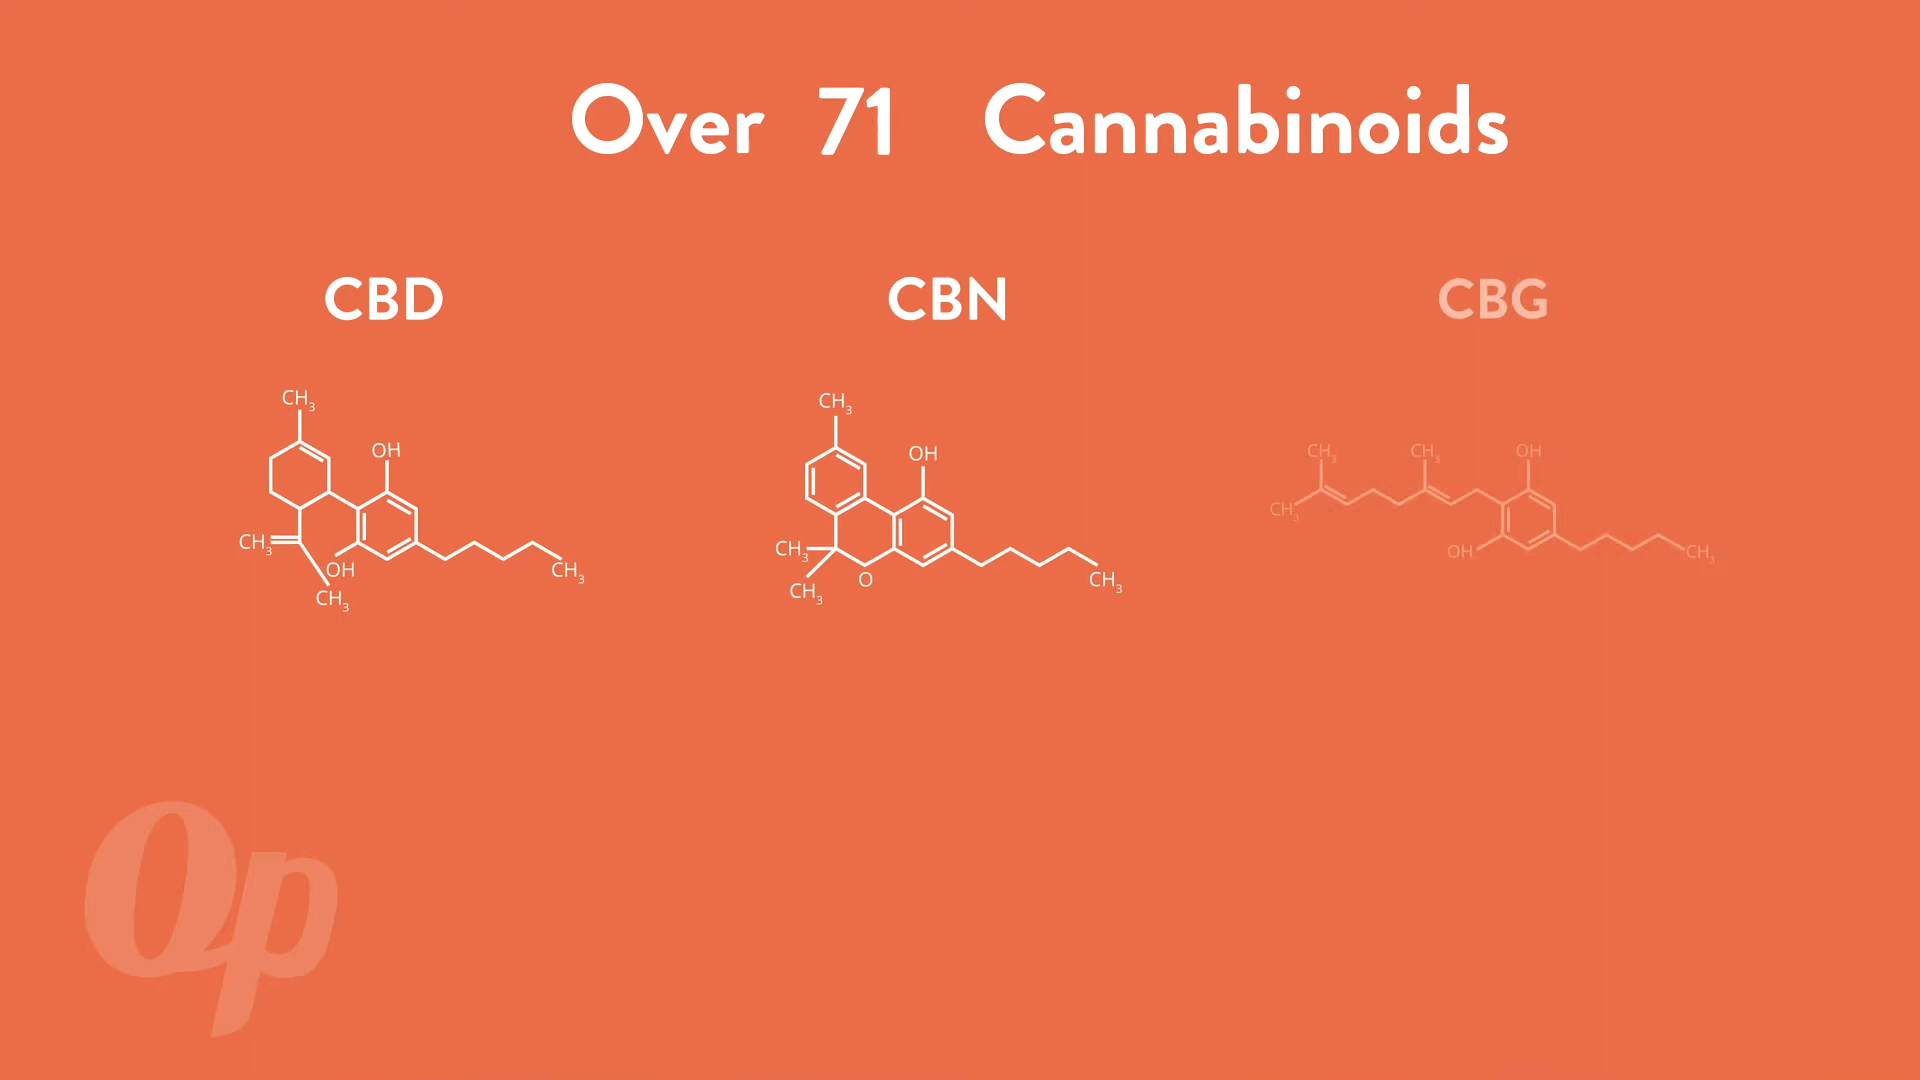 Over 71 Cannabinoids
CBD CBN CBG
CH₃ OH CH₃ OH CH₃ CH₃ OH
CH₃ OH CH₃ CH₃
CH₃ CH₃ O CH₃ CH₃ OH CH₃
Op